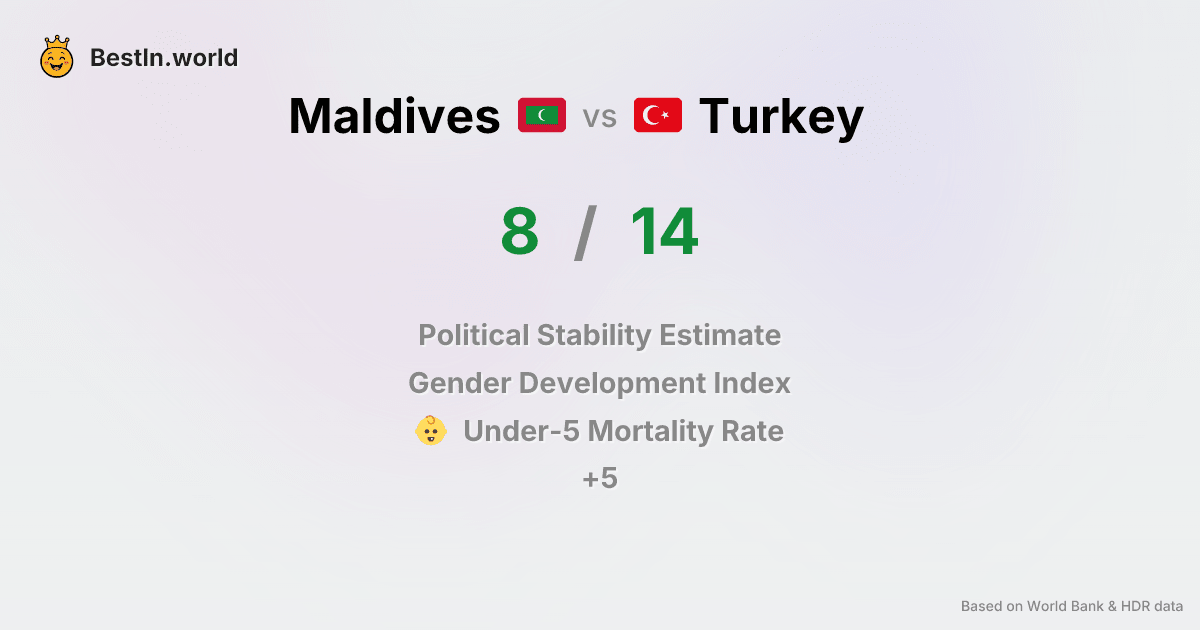 BestIn.world
Maldives vs Turkey
8 / 14
Political Stability Estimate
Gender Development Index
Under-5 Mortality Rate
+5
Based on World Bank & HDR data